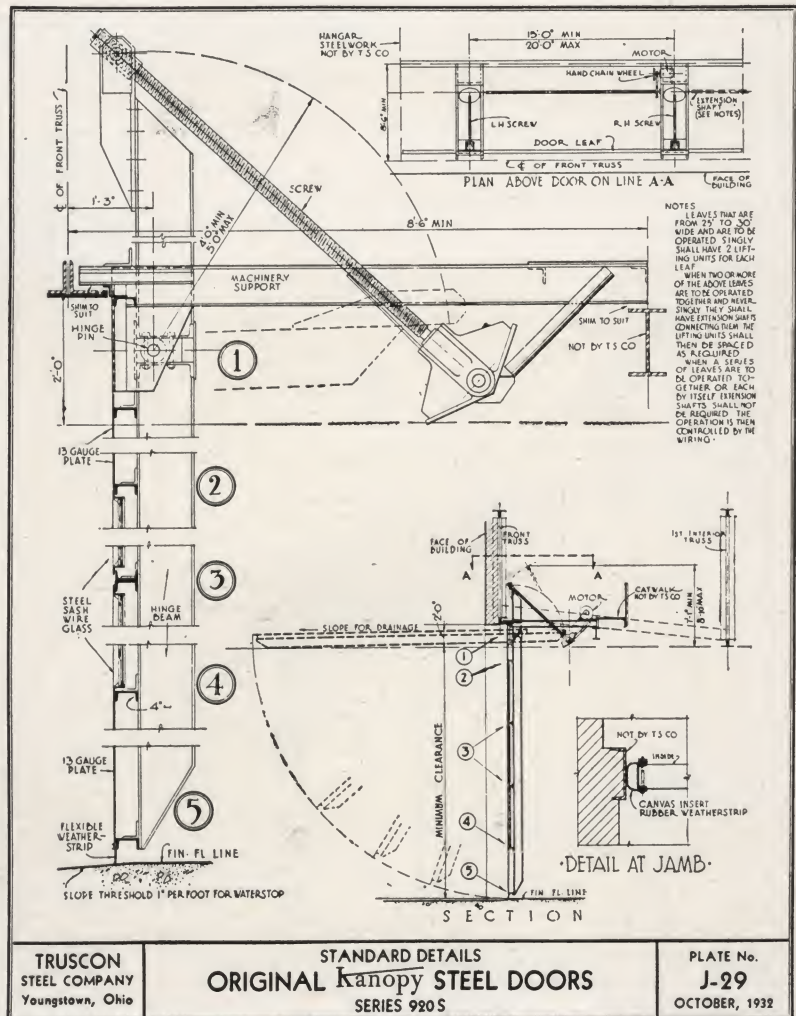 HANGAR
STEELWORK
NOT BY T S CO
15'·0" MIN
20'·0" MAX
MOTOR
HAND CHAIN WHEEL
EXTENSION
SHAFT
(SEE NOTES)
8'-6" MIN
L H SCREW
R H SCREW
DOOR LEAF
₵ OF FRONT TRUSS
PLAN ABOVE DOOR ON LINE A-A
FACE OF
BUILDING
₵ OF FRONT TRUSS
1'·3"
SCREW
4'·0" MIN
5'·0" MAX
8'·6" MIN
MACHINERY
SUPPORT
SHIM TO
SUIT
HINGE
PIN
2'·0"
SHIM TO SUIT
NOT BY T S CO
1
NOTES
LEAVES THAT ARE
FROM 25' TO 30'
WIDE AND ARE TO BE
OPERATED SINGLY
SHALL HAVE 2 LIFT-
ING UNITS FOR EACH
LEAF
WHEN TWO OR MORE
OF THE ABOVE LEAVES
ARE TO BE OPERATED
TOGETHER AND NEVER
SINGLY THEY SHALL
HAVE EXTENSION SHAFTS
CONNECTING THEM THE
LIFTING UNITS SHALL
THEN BE SPACED
AS REQUIRED
WHEN A SERIES
OF LEAVES ARE TO
BE OPERATED TO-
GETHER OR EACH
BY ITSELF EXTENSION
SHAFTS SHALL NOT
BE REQUIRED THE
OPERATION IS THEN
CONTROLLED BY THE
WIRING·
13 GAUGE
PLATE
2
3
STEEL
SASH
WIRE
GLASS
HINGE
BEAM
4
4"
13 GAUGE
PLATE
5
FLEXIBLE
WEATHER-
STRIP
FIN· FL LINE
SLOPE THRESHOLD 1" PER FOOT FOR WATERSTOP
FACE OF
BUILDING
FRONT
TRUSS
1ST INTERIOR
TRUSS
A
A
MOTOR
CATWALK
NOT BY TS CO
2'·0"
SLOPE FOR DRAINAGE
1
2
3
4
5
MINIMUM CLEARANCE
FIN FL LINE
SECTION
NOT BY TS CO
INSIDE
CANVAS INSERT
RUBBER WEATHERSTRIP
·DETAIL AT JAMB·
TRUSCON
STEEL COMPANY
Youngstown, Ohio
STANDARD DETAILS
ORIGINAL Kanopy STEEL DOORS
SERIES 920 S
PLATE No.
J-29
OCTOBER, 1932